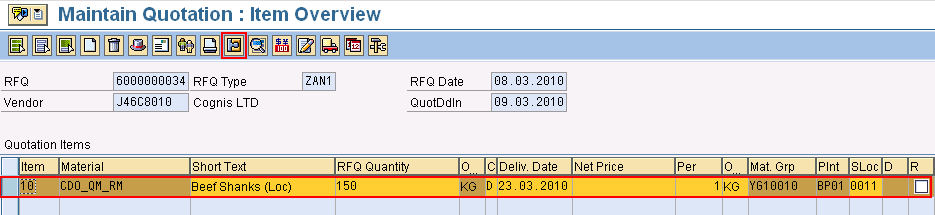 Maintain Quotation : Item Overview
RFQ 6000000034 RFQ Type ZAN1 RFQ Date 08.03.2010
Vendor J46C8010 Cognis LTD QuotDdln 09.03.2010
Quotation Items
Item Material Short Text RFQ Quantity O... C Deliv. Date Net Price Per O... Mat. Grp Plnt SLoc D R
10 CDO_QM_RM Beef Shanks (Loc) 150 KG D 23.03.2010 1 KG YG10010 BP01 0011